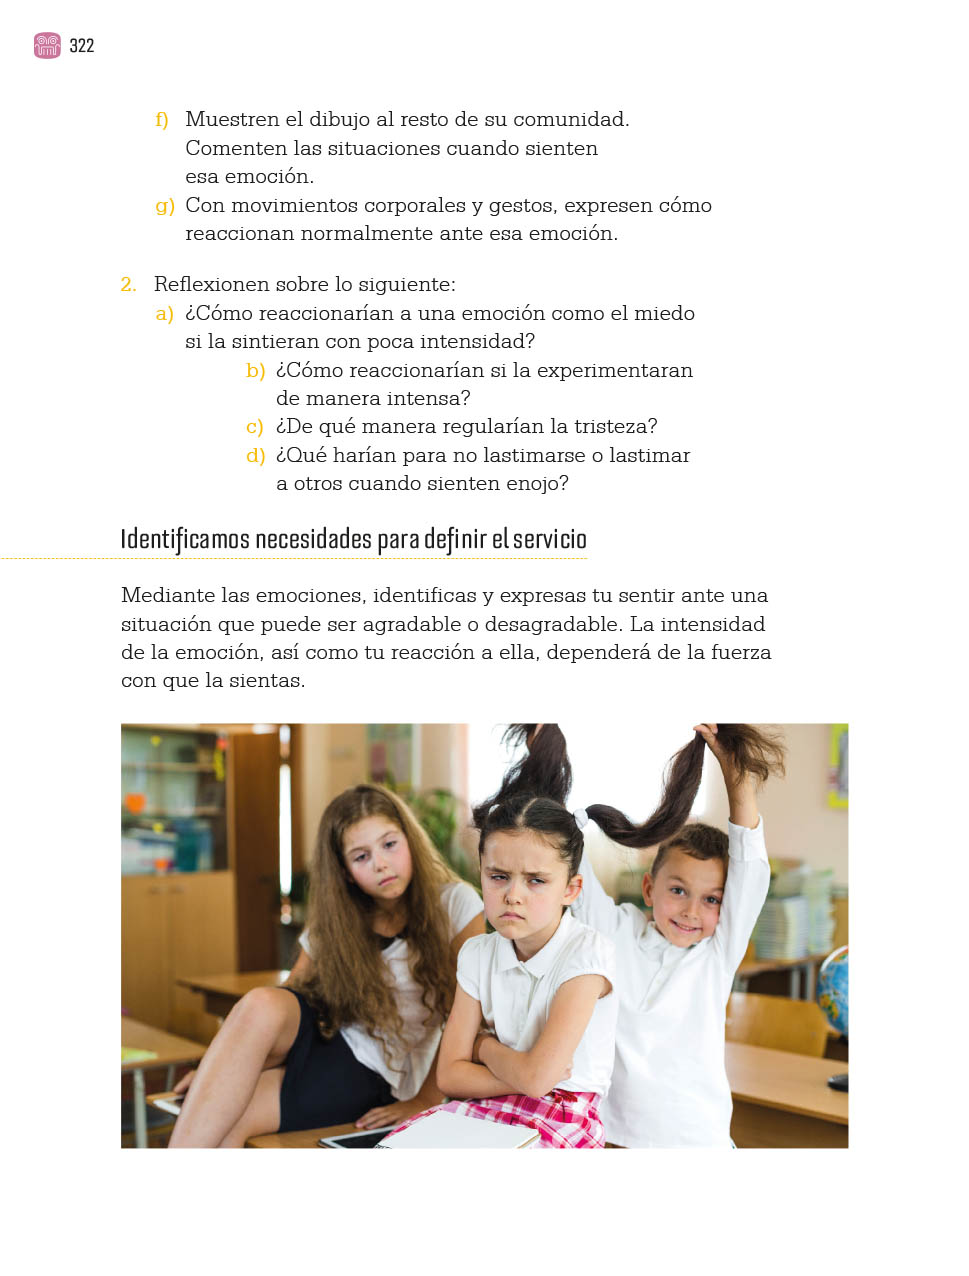 322
f) Muestren el dibujo al resto de su comunidad.
Comenten las situaciones cuando sienten
esa emoción.
g) Con movimientos corporales y gestos, expresen cómo
reaccionan normalmente ante esa emoción.
2. Reflexionen sobre lo siguiente:
a) ¿Cómo reaccionarían a una emoción como el miedo
si la sintieran con poca intensidad?
b) ¿Cómo reaccionarían si la experimentaran
de manera intensa?
c) ¿De qué manera regularían la tristeza?
d) ¿Qué harían para no lastimarse o lastimar
a otros cuando sienten enojo?
Identificamos necesidades para definir el servicio
Mediante las emociones, identificas y expresas tu sentir ante una
situación que puede ser agradable o desagradable. La intensidad
de la emoción, así como tu reacción a ella, dependerá de la fuerza
con que la sientas.